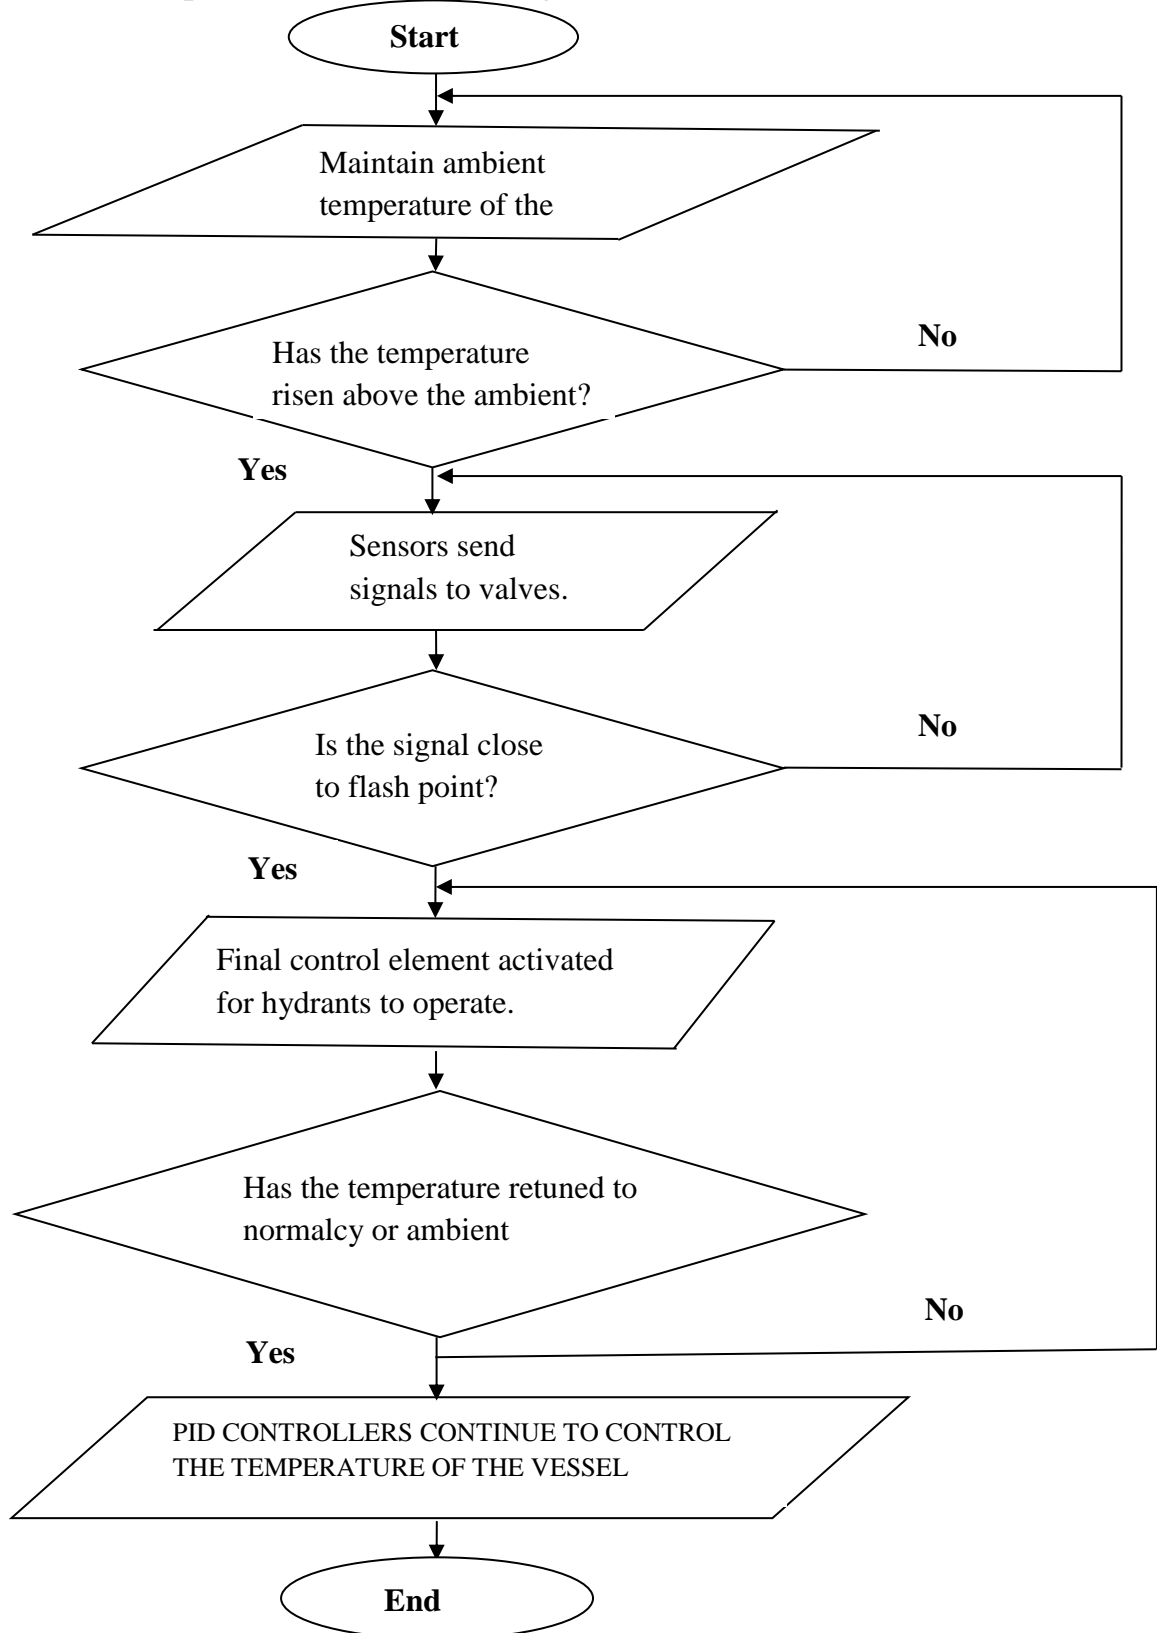 Start
Maintain ambient
temperature of the
Has the temperature
risen above the ambient?
No
Yes
Sensors send
signals to valves.
Is the signal close
to flash point?
No
Yes
Final control element activated
for hydrants to operate.
Has the temperature retuned to
normalcy or ambient
No
Yes
PID CONTROLLERS CONTINUE TO CONTROL
THE TEMPERATURE OF THE VESSEL
End